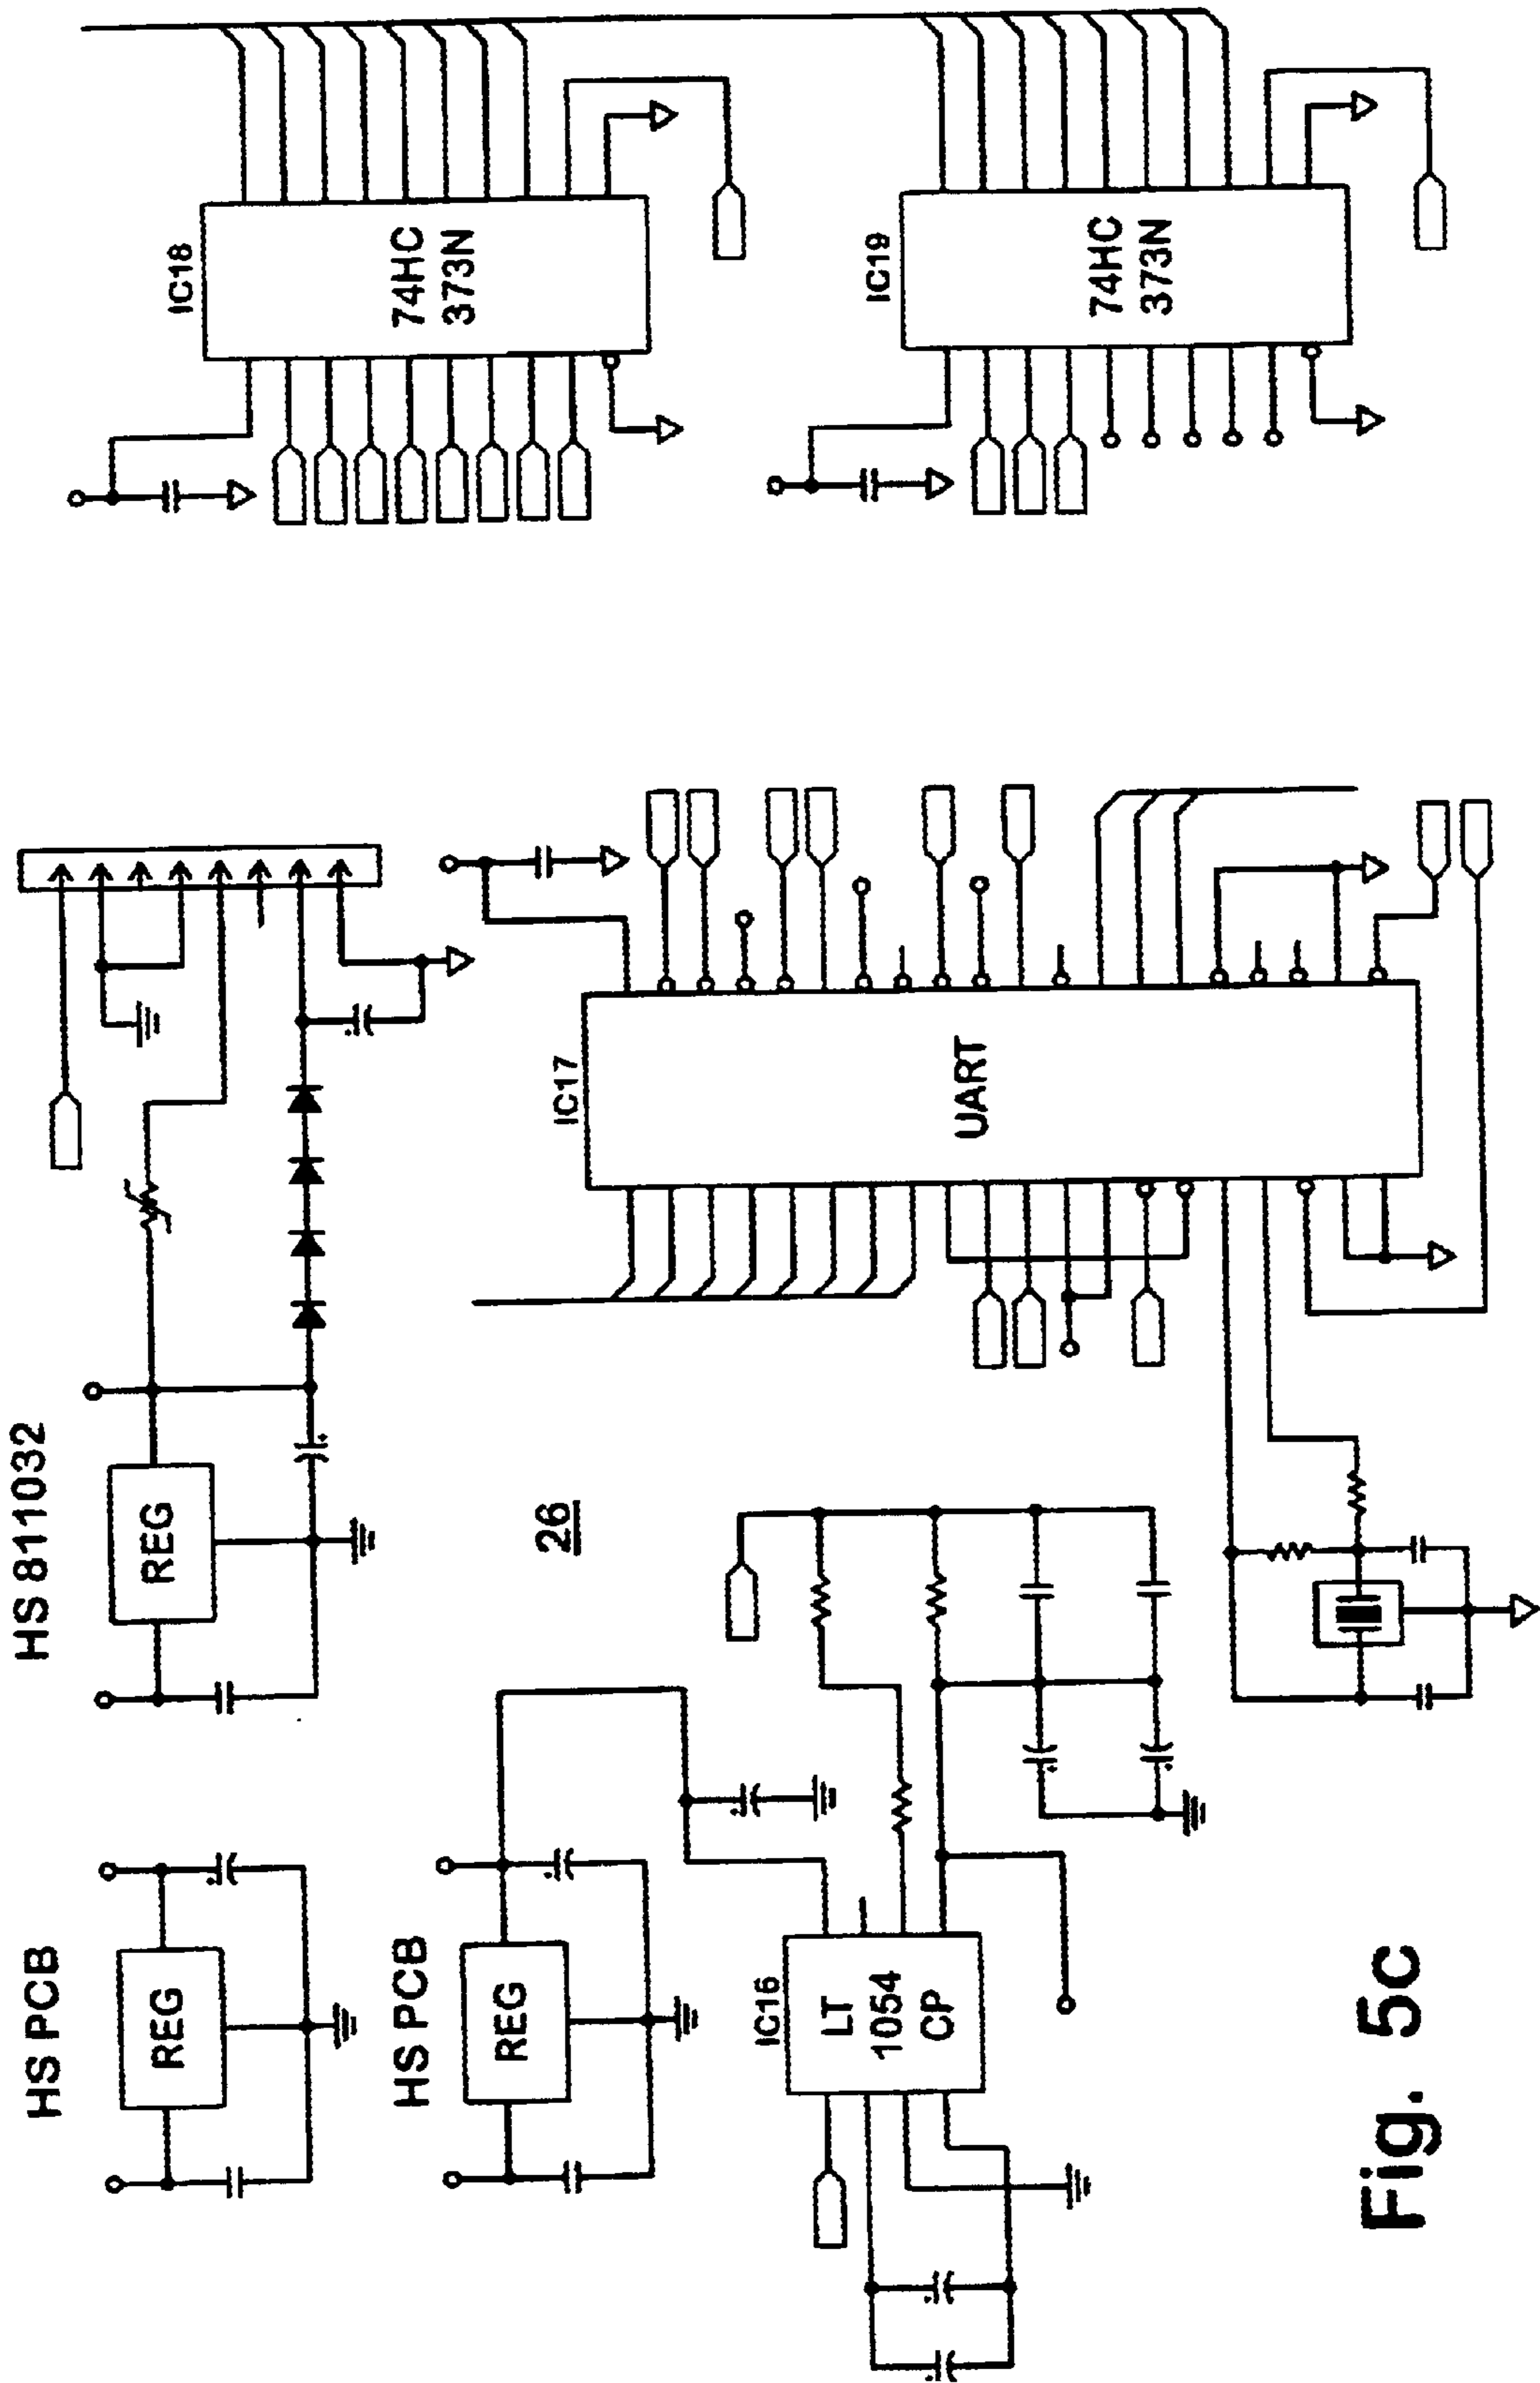 HS PCB
REG
HS 811032
REG
HS PCB
REG
26
IC16
LT
1054
CP
IC17
UART
IC18
74HC
373N
IC19
74HC
373N
Fig. 5c